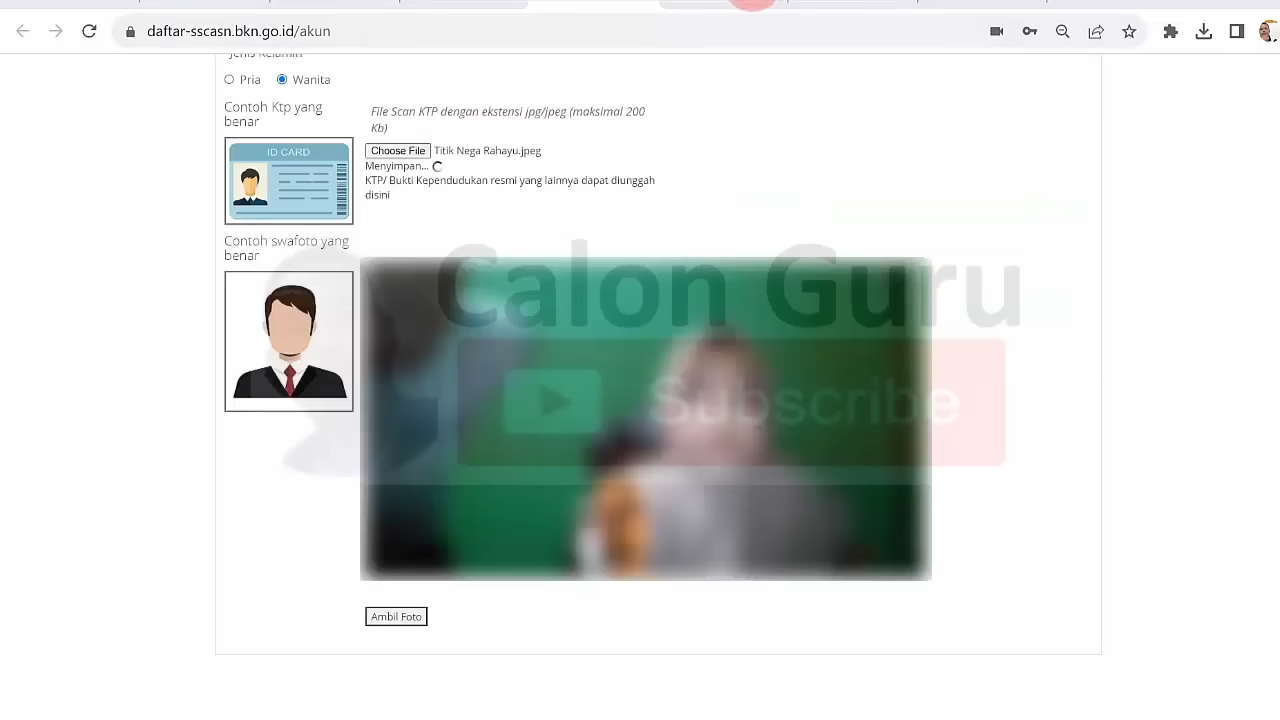 daftar-sscasn.bkn.go.id/akun
Jenis Kelamin
Pria Wanita
Contoh Ktp yang
benar
File Scan KTP dengan ekstensi jpg/jpeg (maksimal 200
Kb)
ID CARD
Choose File Titik Nega Rahayu.jpeg
Menyimpan...
KTP/ Bukti Kependudukan resmi yang lainnya dapat diunggah
disini
Contoh swafoto yang
benar
Calon Guru
Subscribe
Ambil Foto